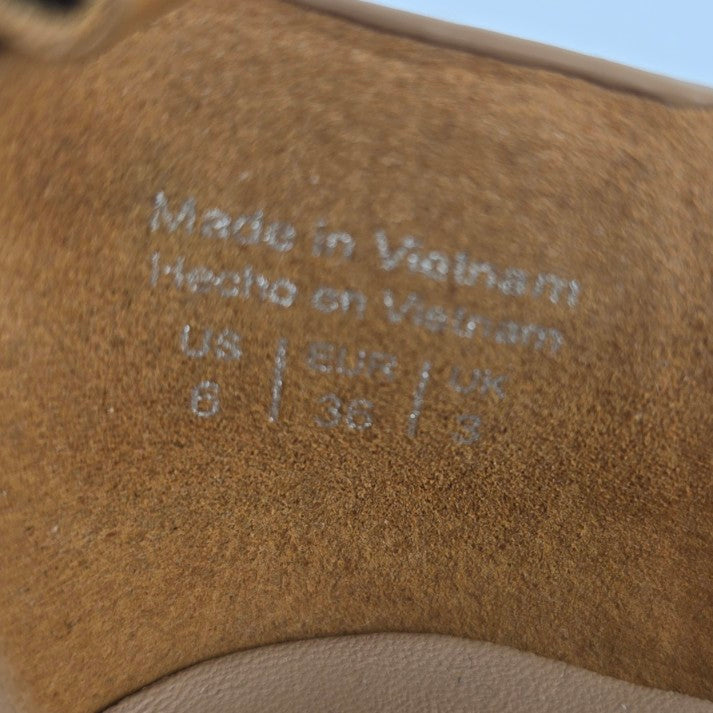 Made in Vietnam
Hecho en Vietnam
US | EUR | UK
6 | 36 | 3